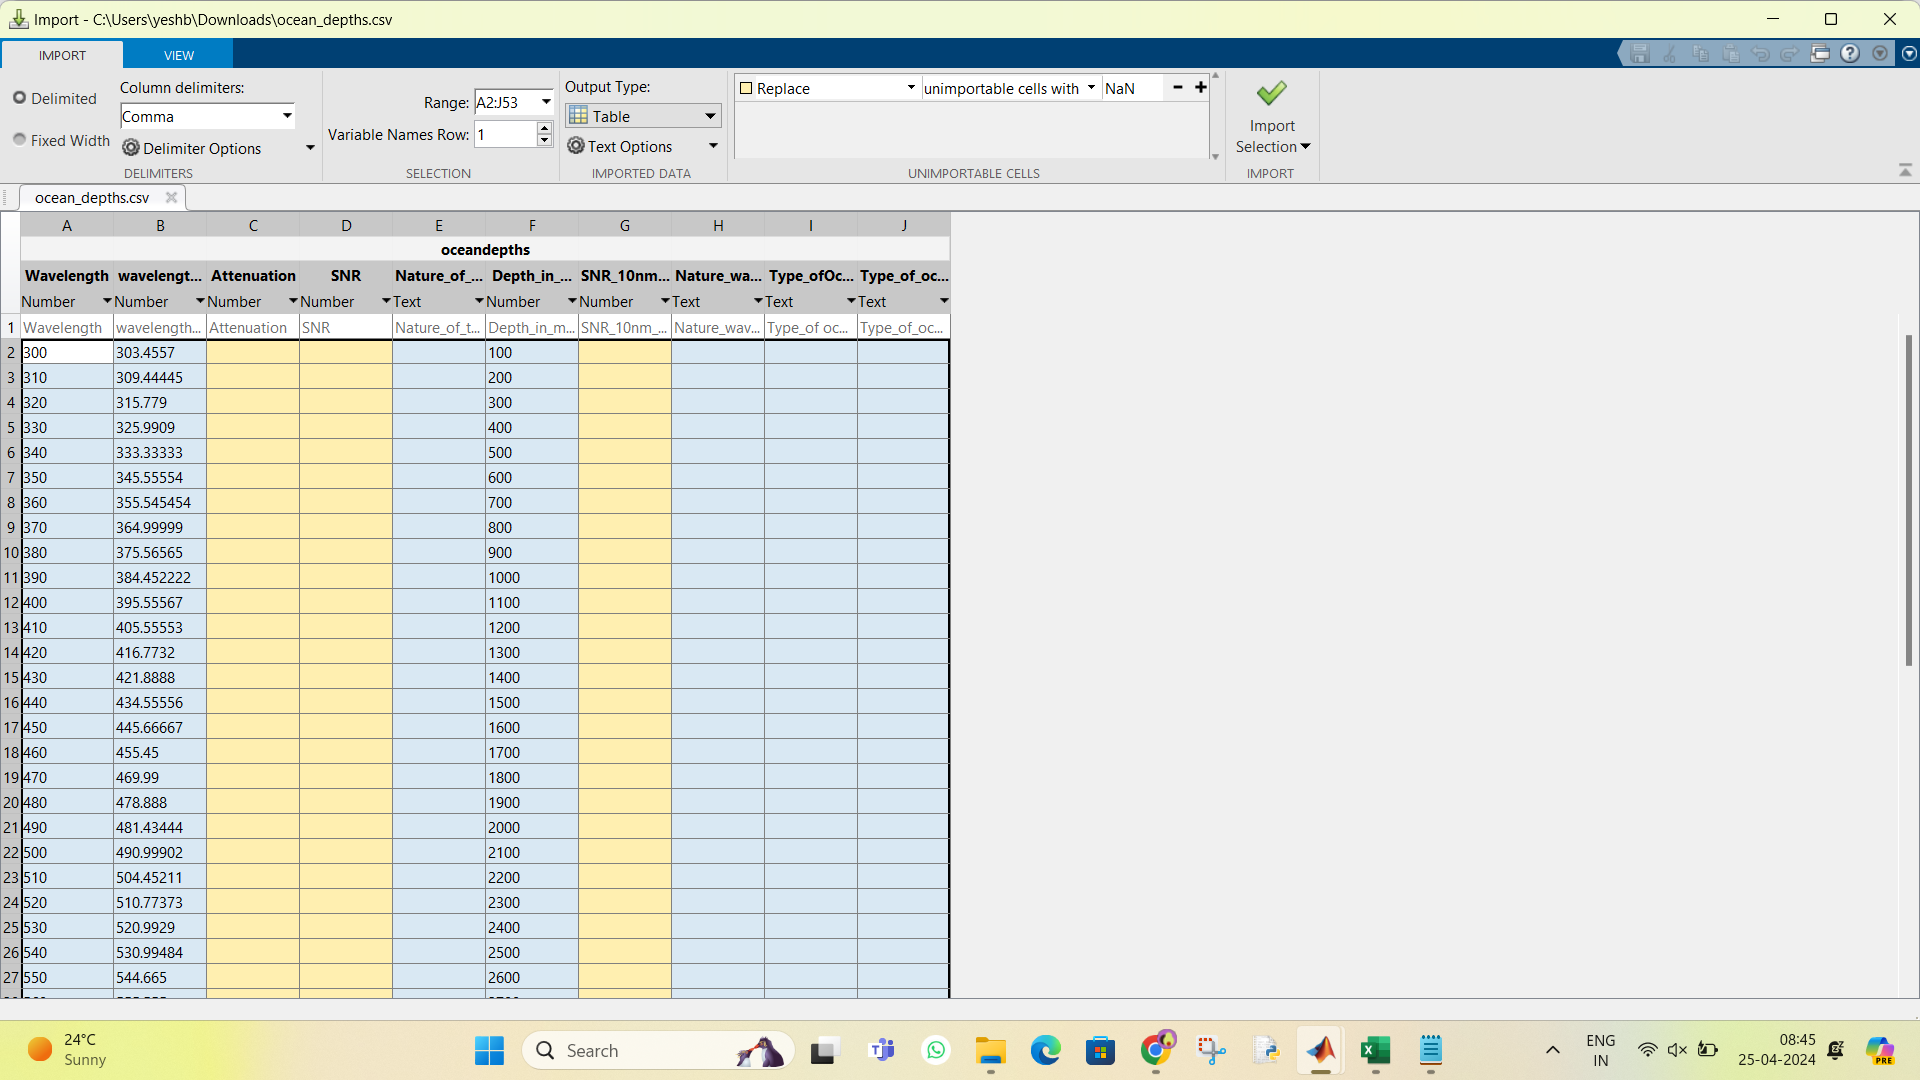 Import - C:\Users\yeshb\Downloads\ocean_depths.csv
IMPORT VIEW
Delimited
Fixed Width
Column delimiters:
Comma
Delimiter Options
DELIMITERS
Range: A2:J53
Variable Names Row: 1
SELECTION
Output Type:
Table
Text Options
IMPORTED DATA
Replace unimportable cells with NaN
UNIMPORTABLE CELLS
Import
Selection
IMPORT
ocean_depths.csv
A B C D E F G H I J
oceandepths
Wavelength wavelengt... Attenuation SNR Nature_of_... Depth_in_... SNR_10nm... Nature_wa... Type_ofOc... Type_of_oc...
Number Number Number Number Text Number Number Text Text Text
1 Wavelength wavelength... Attenuation SNR Nature_of_t... Depth_in_m... SNR_10nm_... Nature_wav... Type_of oc... Type_of_oc...
2 300 303.4557 100
3 310 309.44445 200
4 320 315.779 300
5 330 325.9909 400
6 340 333.33333 500
7 350 345.55554 600
8 360 355.545454 700
9 370 364.99999 800
10 380 375.56565 900
11 390 384.452222 1000
12 400 395.55567 1100
13 410 405.55553 1200
14 420 416.7732 1300
15 430 421.8888 1400
16 440 434.55556 1500
17 450 445.66667 1600
18 460 455.45 1700
19 470 469.99 1800
20 480 478.888 1900
21 490 481.43444 2000
22 500 490.99902 2100
23 510 504.45211 2200
24 520 510.77373 2300
25 530 520.9929 2400
26 540 530.99484 2500
27 550 544.665 2600
24°C
Sunny
Search
ENG
IN
08:45
25-04-2024
PRE